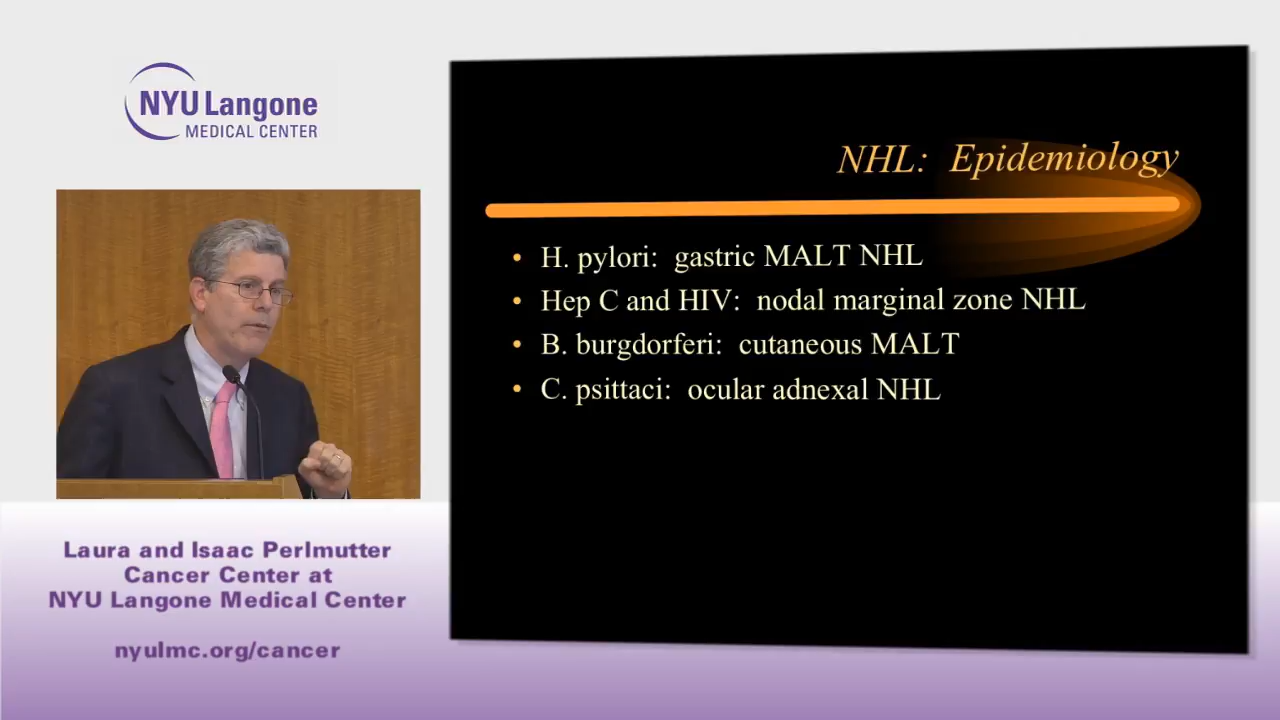 NYU Langone
MEDICAL CENTER
NHL: Epidemiology
• H. pylori: gastric MALT NHL
• Hep C and HIV: nodal marginal zone NHL
• B. burgdorferi: cutaneous MALT
• C. psittaci: ocular adnexal NHL
Laura and Isaac Perlmutter
Cancer Center at
NYU Langone Medical Center
nyulmc.org/cancer